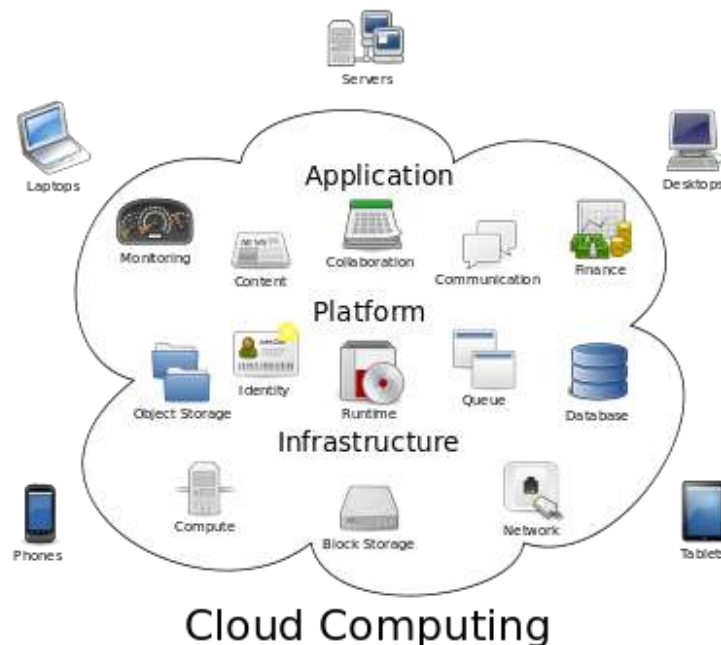 Servers
Laptops
Desktops
Application
Monitoring
Content
Collaboration
Communication
Finance
Platform
Object Storage
Identity
Runtime
Queue
Database
Infrastructure
Compute
Block Storage
Network
Phones
Tablets
Cloud Computing